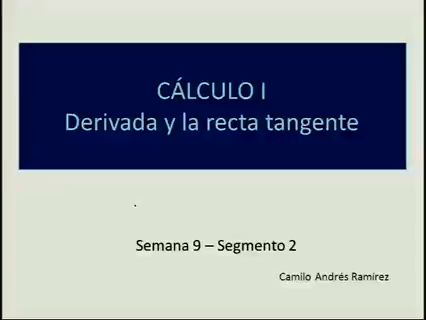 CÁLCULO I
Derivada y la recta tangente
Semana 9 – Segmento 2
Camilo Andrés Ramírez